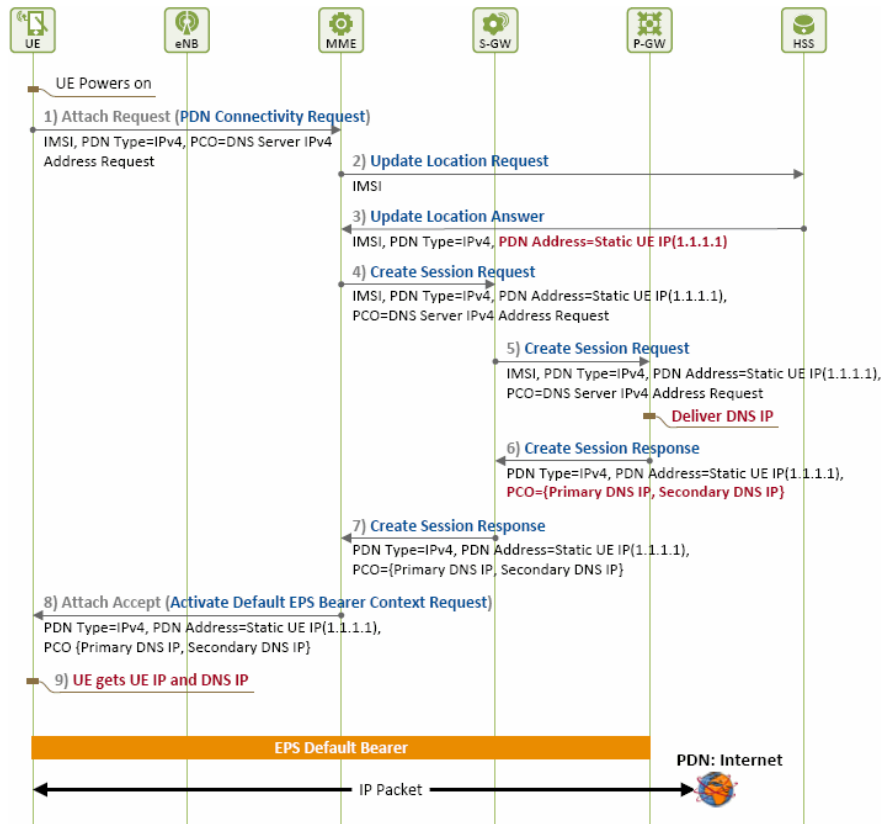 UE
eNB
MME
S-GW
P-GW
HSS
UE Powers on
1) Attach Request (PDN Connectivity Request)
IMSI, PDN Type=IPv4, PCO=DNS Server IPv4
Address Request
2) Update Location Request
IMSI
3) Update Location Answer
IMSI, PDN Type=IPv4, PDN Address=Static UE IP(1.1.1.1)
4) Create Session Request
IMSI, PDN Type=IPv4, PDN Address=Static UE IP(1.1.1.1),
PCO=DNS Server IPv4 Address Request
5) Create Session Request
IMSI, PDN Type=IPv4, PDN Address=Static UE IP(1.1.1.1),
PCO=DNS Server IPv4 Address Request
Deliver DNS IP
6) Create Session Response
PDN Type=IPv4, PDN Address=Static UE IP(1.1.1.1),
PCO={Primary DNS IP, Secondary DNS IP}
7) Create Session Response
PDN Type=IPv4, PDN Address=Static UE IP(1.1.1.1),
PCO={Primary DNS IP, Secondary DNS IP}
8) Attach Accept (Activate Default EPS Bearer Context Request)
PDN Type=IPv4, PDN Address=Static UE IP(1.1.1.1),
PCO {Primary DNS IP, Secondary DNS IP}
9) UE gets UE IP and DNS IP
EPS Default Bearer
PDN: Internet
IP Packet